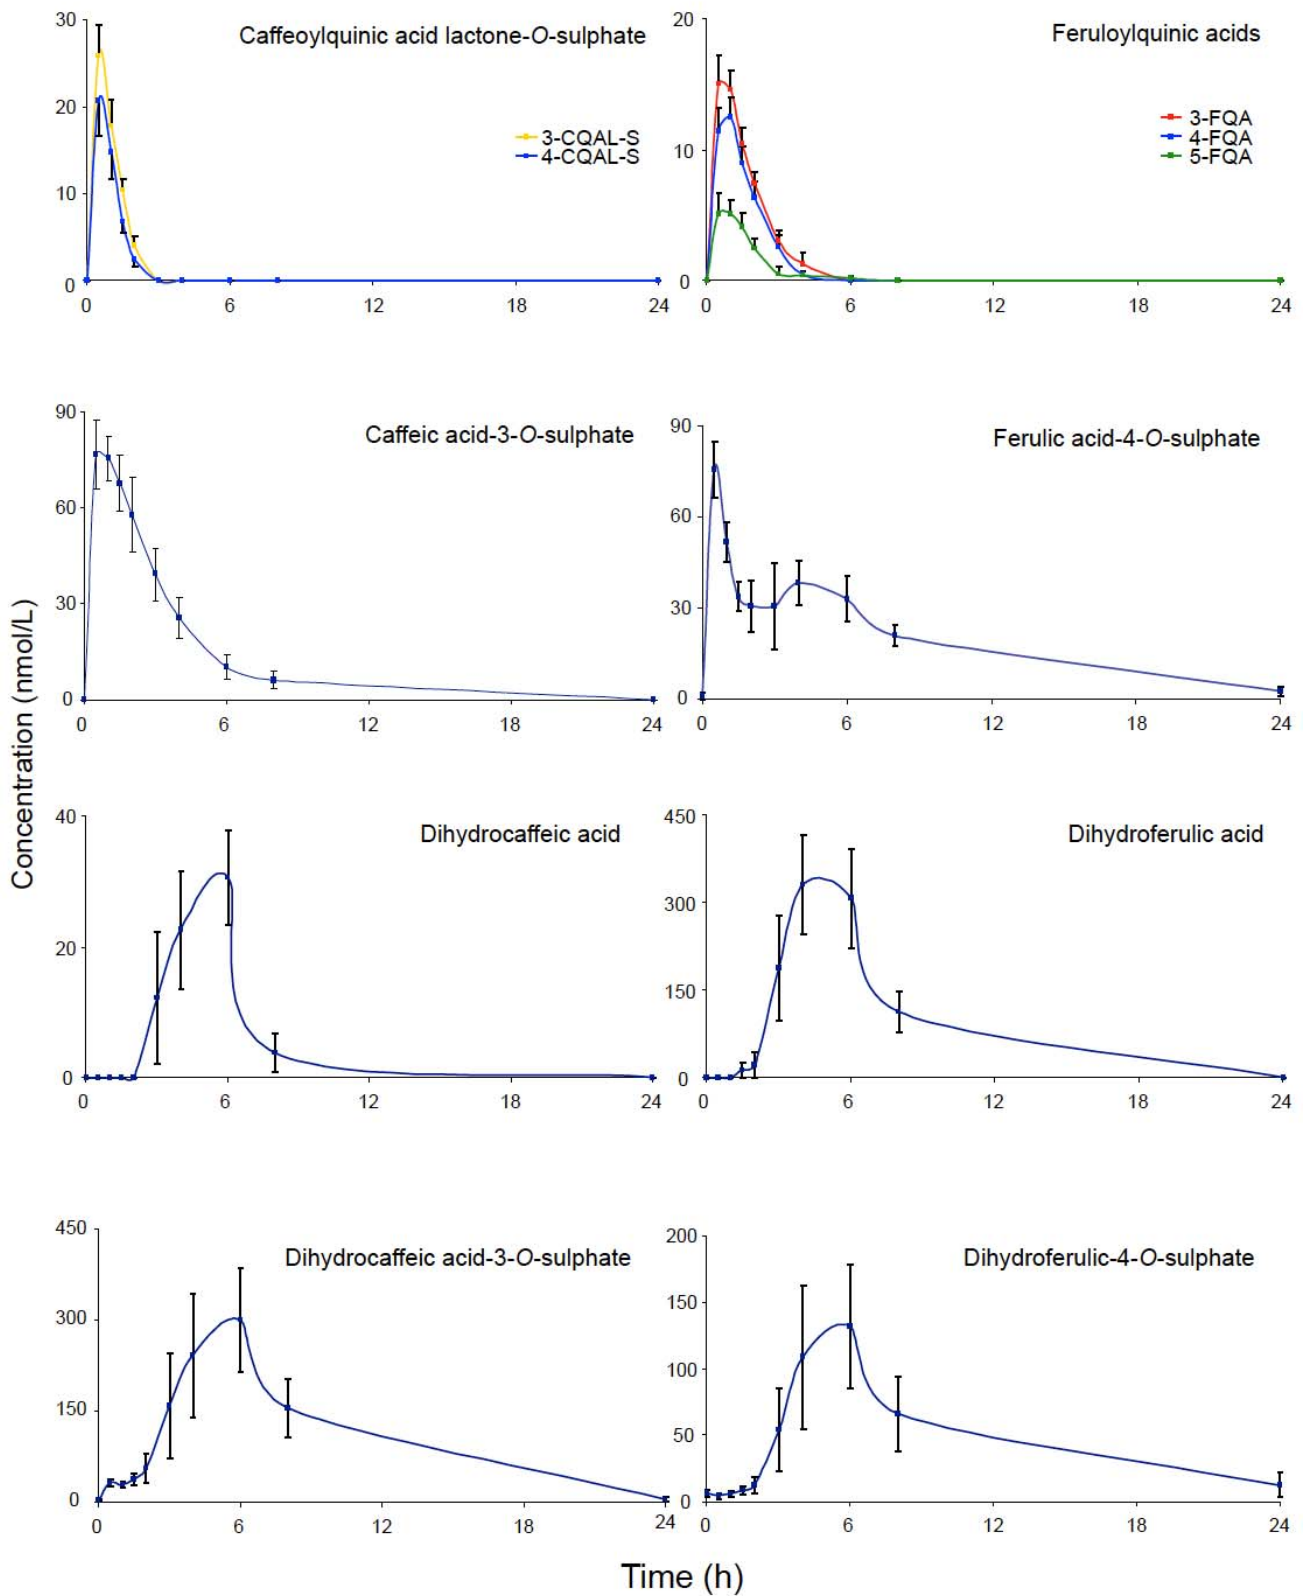 Concentration (nmol/L)
Caffeoylquinic acid lactone-O-sulphate
30
20
10
0
3-CQAL-S
4-CQAL-S
0 6 12 18 24
Feruloylquinic acids
20
10
0
3-FQA
4-FQA
5-FQA
0 6 12 18 24
Caffeic acid-3-O-sulphate
90
60
30
0
0 6 12 18 24
Ferulic acid-4-O-sulphate
90
60
30
0
0 6 12 18 24
Dihydrocaffeic acid
40
20
0
0 6 12 18 24
Dihydroferulic acid
450
300
150
0
0 6 12 18 24
Dihydrocaffeic acid-3-O-sulphate
450
300
150
0
0 6 12 18 24
Dihydroferulic-4-O-sulphate
200
150
100
50
0
0 6 12 18 24
Time (h)